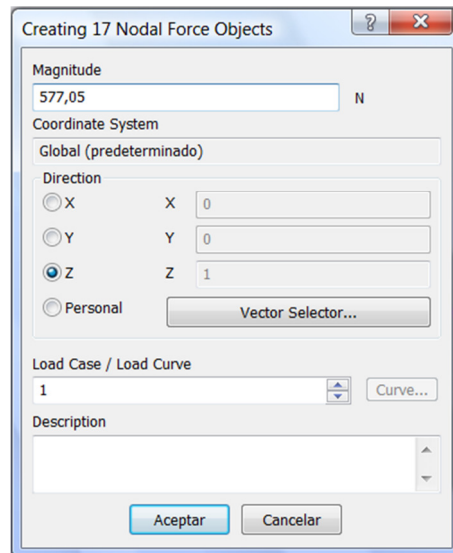 Creating 17 Nodal Force Objects
?
Magnitude
577,05 N
Coordinate System
Global (predeterminado)
Direction
X X 0
Y Y 0
Z Z 1
Personal Vector Selector...
Load Case / Load Curve
1 Curve...
Description
Aceptar Cancelar